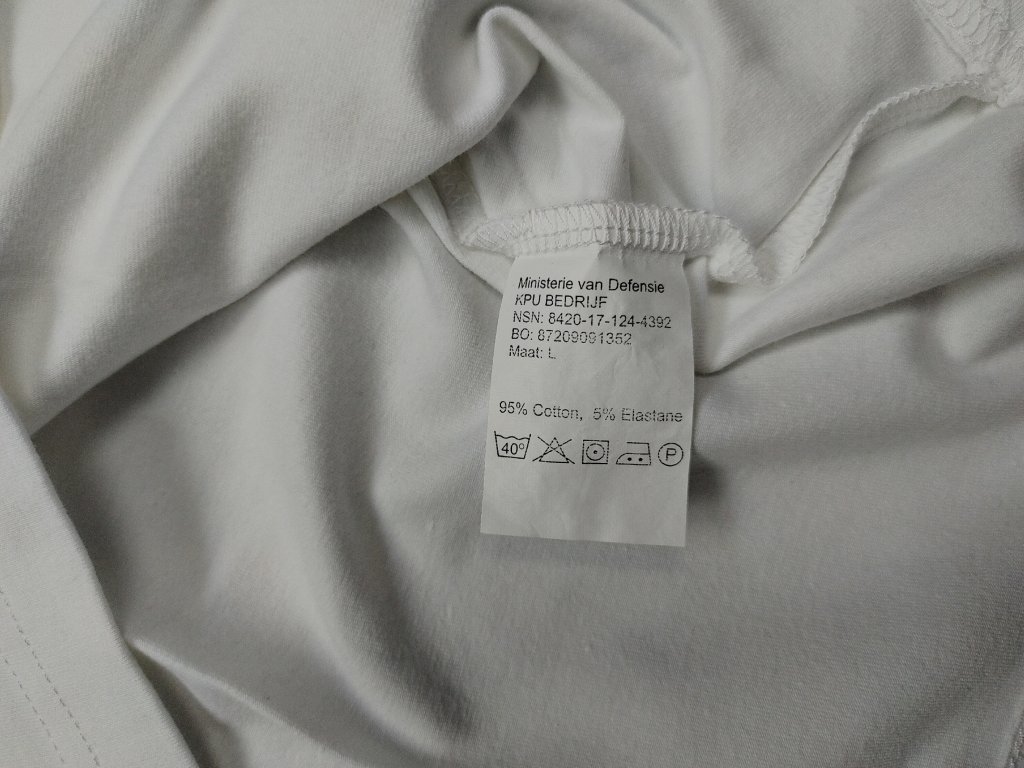 Ministerie van Defensie
KPU BEDRIJF
NSN: 8420-17-124-4392
BO: 87209091352
Maat: L
95% Cotton, 5% Elastane
40° P